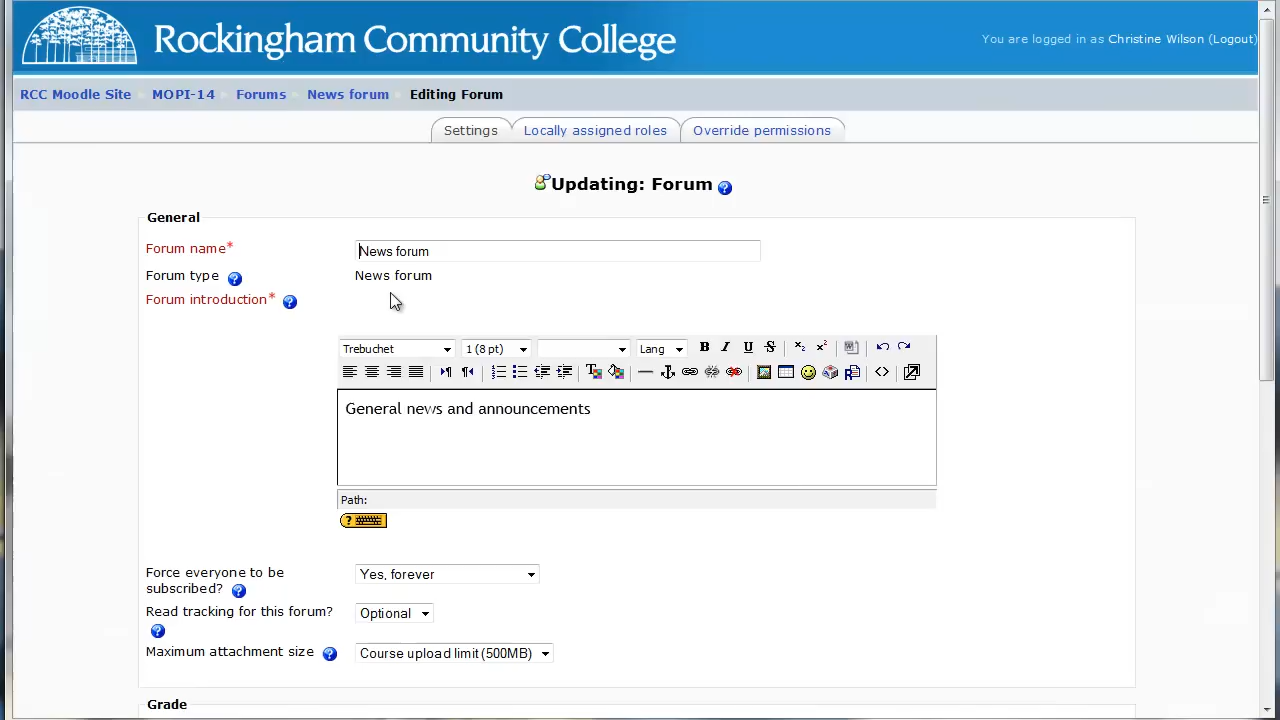 Rockingham Community College
You are logged in as Christine Wilson (Logout)
RCC Moodle Site MOPI-14 Forums News forum Editing Forum
Settings Locally assigned roles Override permissions
Updating: Forum ?
General
Forum name* News forum
Forum type ? News forum
Forum introduction* ?
Trebuchet 1 (8 pt) Lang B I U S
General news and announcements
Path:
?
Force everyone to be
subscribed? ? Yes, forever
Read tracking for this forum? Optional
?
Maximum attachment size ? Course upload limit (500MB)
Grade